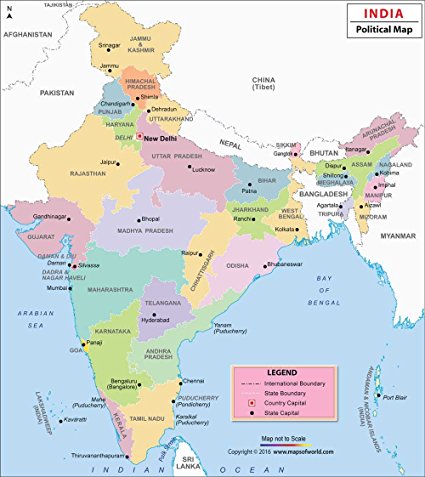 INDIA
Political Map
N
TAJIKISTAN
AFGHANISTAN
PAKISTAN
CHINA
(Tibet)
JAMMU
&
KASHMIR
Srinagar
Jammu
HIMACHAL
PRADESH
Shimla
PUNJAB
Chandigarh
Dehradun
UTTARAKHAND
HARYANA
DELHI
New Delhi
RAJASTHAN
Jaipur
UTTAR PRADESH
Lucknow
NEPAL
SIKKIM
Gangtok
BHUTAN
ARUNACHAL
PRADESH
Itanagar
ASSAM
Dispur
NAGALAND
Kohima
Shillong
MEGHALAYA
MANIPUR
Imphal
BANGLADESH
Agartala
TRIPURA
Aizawl
MIZORAM
MYANMAR
BIHAR
Patna
JHARKHAND
Ranchi
WEST
BENGAL
Kolkata
Gandhinagar
GUJARAT
Bhopal
MADHYA PRADESH
Raipur
CHHATTISGARH
ODISHA
Bhubaneswar
DAMAN & DIU
Daman
Silvassa
DADRA &
NAGAR HAVELI
Mumbai
MAHARASHTRA
TELANGANA
Hyderabad
Yanam
(Puducherry)
ARABIAN
SEA
BAY
OF
BENGAL
KARNATAKA
Panaji
GOA
ANDHRA
PRADESH
Bengaluru
(Bangalore)
Chennai
Mahe
(Puducherry)
PUDUCHERRY
(Pondicherry)
Karaikal
(Puducherry)
TAMIL NADU
KERALA
LAKSHADWEEP
(INDIA)
Kavaratti
Thiruvananthapuram
Palk Strait
SRI
LANKA
INDIAN OCEAN
ANDAMAN & NICOBAR ISLANDS
(INDIA)
Port Blair
LEGEND
International Boundary
State Boundary
Country Capital
State Capital
Map not to Scale
Copyright © 2016 www.mapsofworld.com